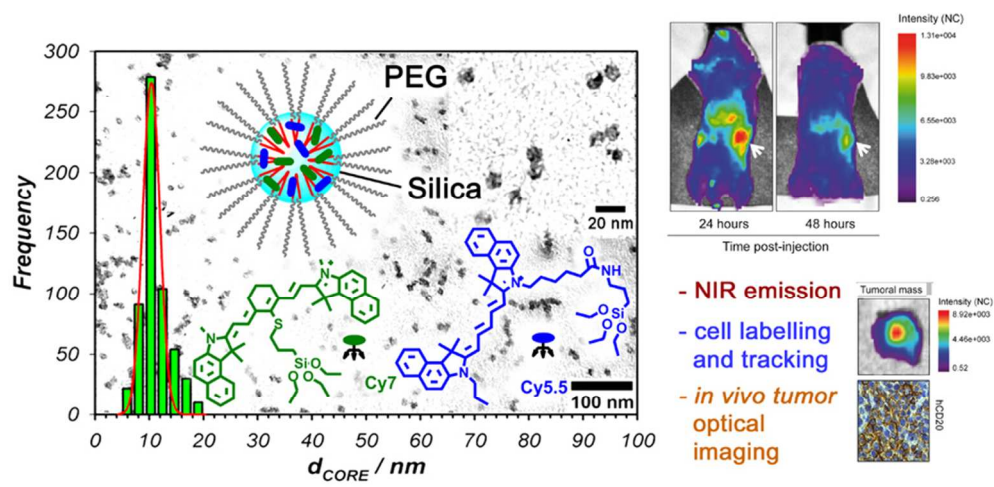 300
250
200
150
100
50
0
Frequency
0 10 20 30 40 50 60 70 80 90 100
dCORE / nm
PEG
Silica
20 nm
100 nm
N
+
S
N
SiO
O O
Cy7
N
+
O
NH
Si
O O
O
N
Cy5.5
Intensity (NC)
1.31e+004
9.83e+003
6.55e+003
3.28e+003
0.256
24 hours 48 hours
Time post-injection
- NIR emission
- cell labelling
and tracking
- in vivo tumor
optical
imaging
Tumoral mass
Intensity (NC)
8.92e+003
4.46e+003
0.52
hCD20